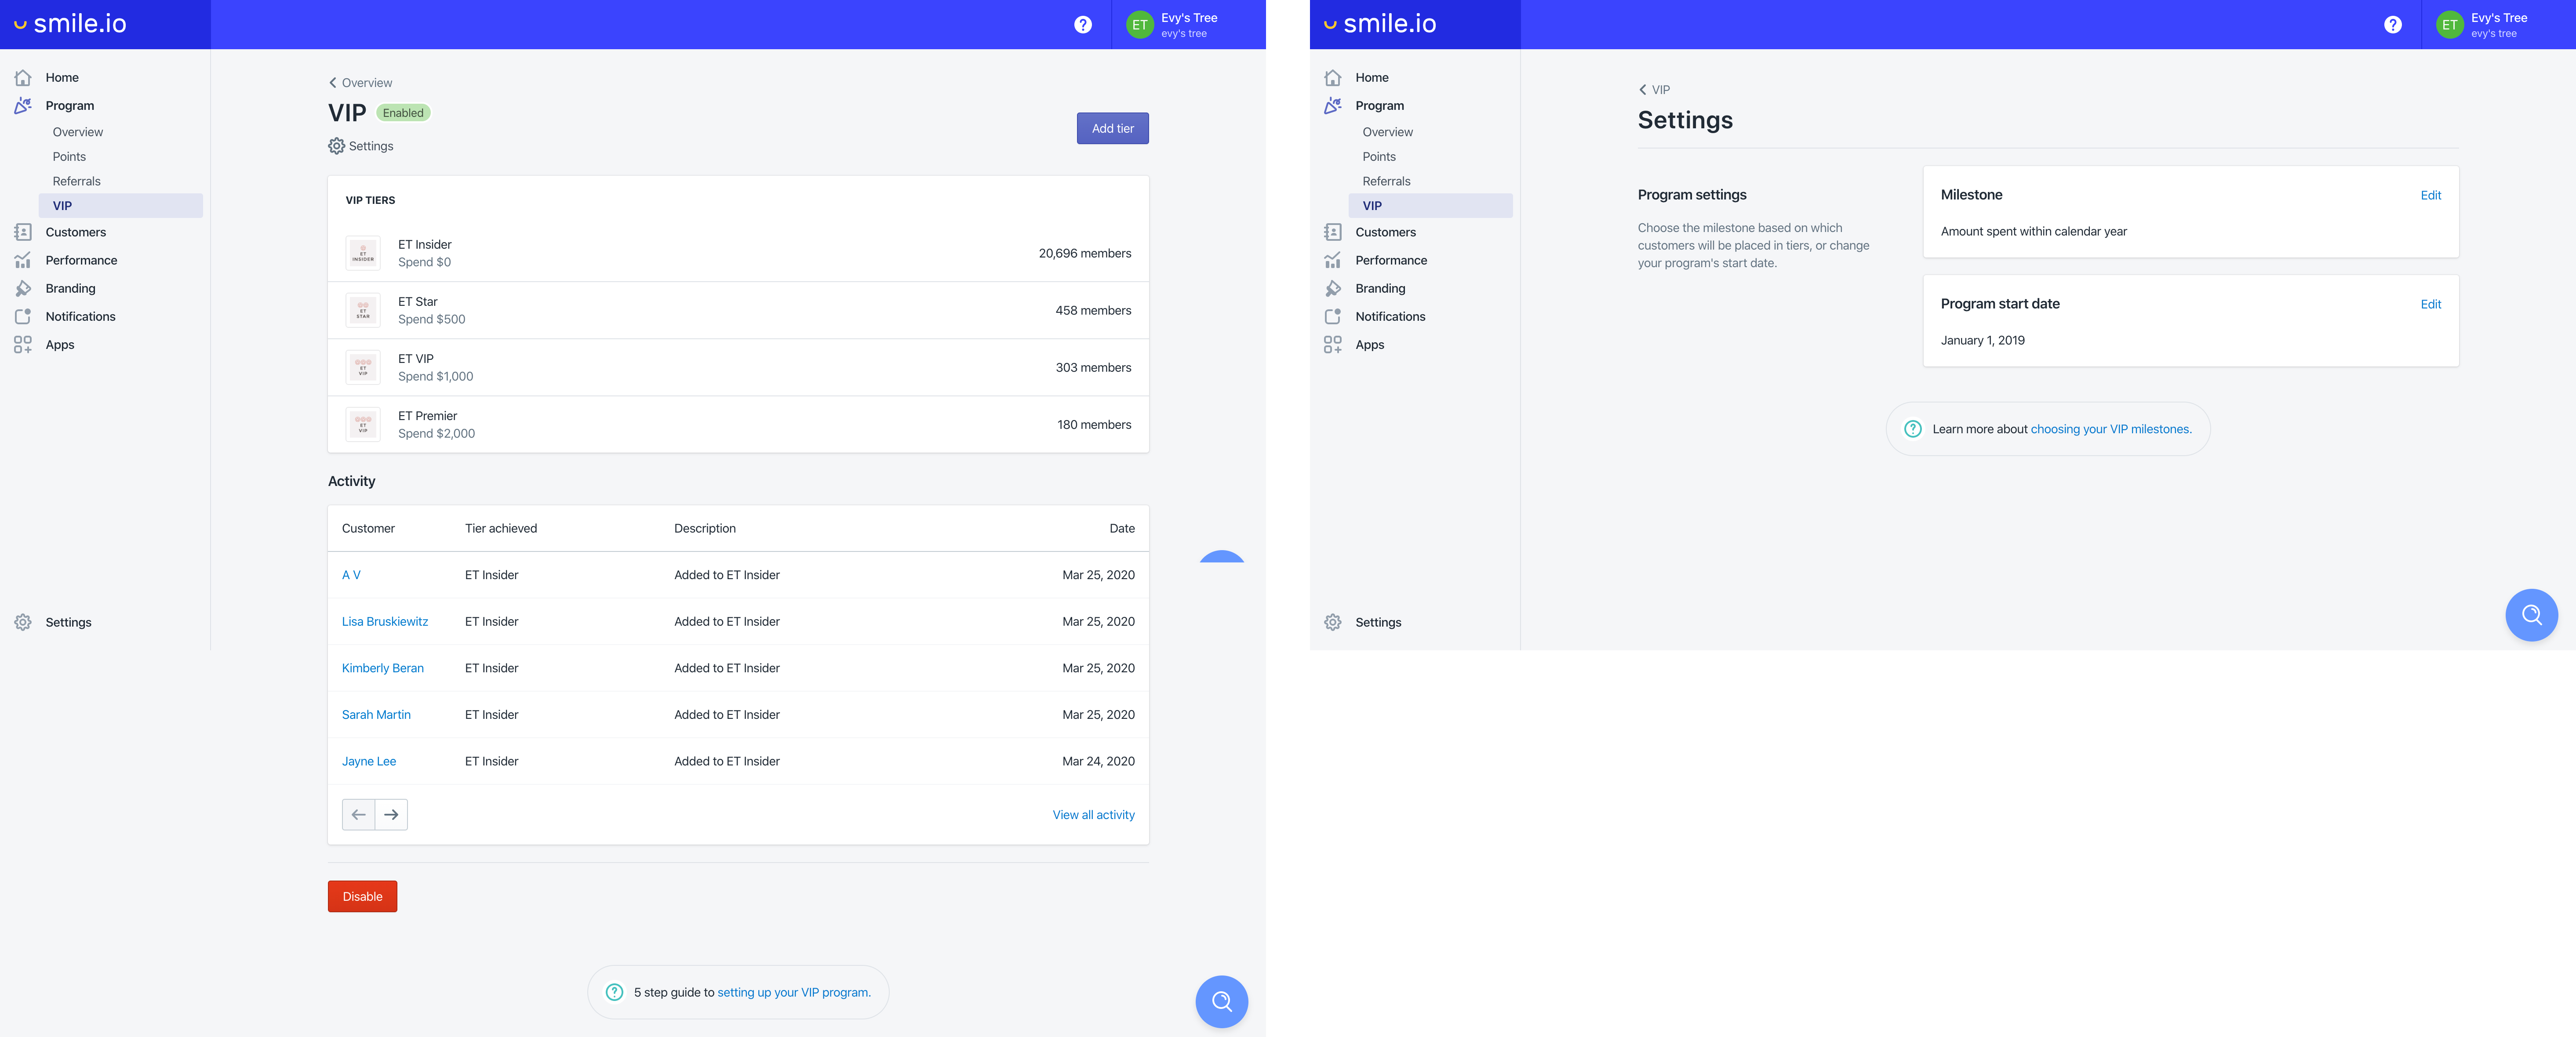 smile.io
Evy's Tree
evy's tree
ET
Home
Program
Overview
Points
Referrals
VIP
Customers
Performance
Branding
Notifications
Apps
Settings
Overview
VIP Enabled
Settings
Add tier
VIP TIERS
ET INSIDER
ET Insider
Spend $0
20,696 members
ET STAR
ET Star
Spend $500
458 members
ET VIP
ET VIP
Spend $1,000
303 members
ET VIP
ET Premier
Spend $2,000
180 members
Activity
Customer Tier achieved Description Date
A V ET Insider Added to ET Insider Mar 25, 2020
Lisa Bruskiewitz ET Insider Added to ET Insider Mar 25, 2020
Kimberly Beran ET Insider Added to ET Insider Mar 25, 2020
Sarah Martin ET Insider Added to ET Insider Mar 25, 2020
Jayne Lee ET Insider Added to ET Insider Mar 24, 2020
View all activity
Disable
5 step guide to setting up your VIP program.
smile.io
ET
Evy's Tree
evy's tree
Home
Program
Overview
Points
Referrals
VIP
Customers
Performance
Branding
Notifications
Apps
Settings
VIP
Settings
Program settings
Choose the milestone based on which
customers will be placed in tiers, or change
your program's start date.
Milestone Edit
Amount spent within calendar year
Program start date Edit
January 1, 2019
Learn more about choosing your VIP milestones.